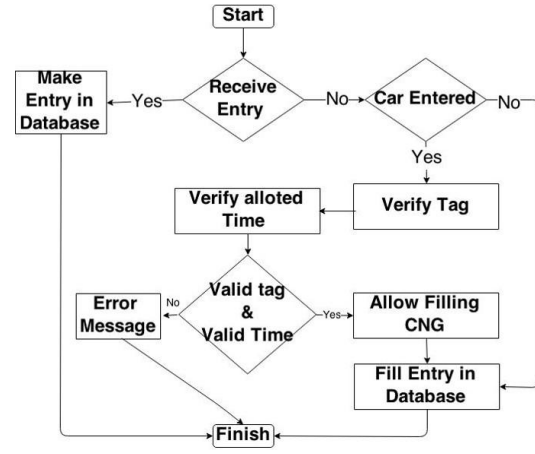 Start
Make
Entry in
Database
Yes
Receive
Entry
No
Car Entered
No
Yes
Verify alloted
Time
Verify Tag
Error
Message
No
Valid tag
&
Valid Time
Yes
Allow Filling
CNG
Fill Entry in
Database
Finish